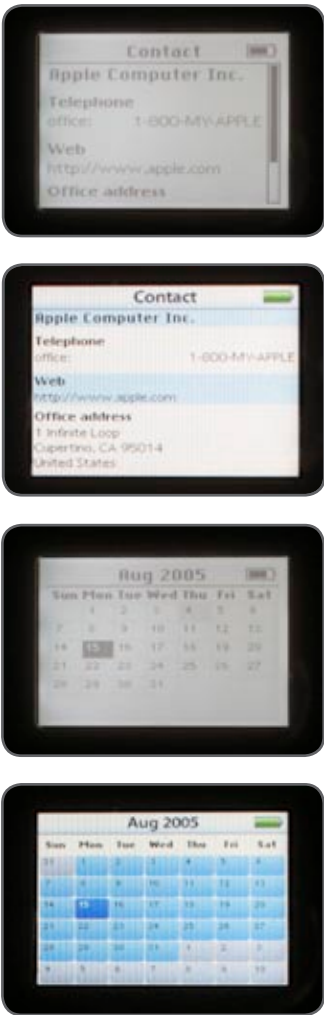 Contact
Apple Computer Inc.
Telephone
office: 1-800-MY-APPLE
Web
http://www.apple.com
Office address
Contact
Apple Computer Inc.
Telephone
office: 1-800-MY-APPLE
Web
http://www.apple.com
Office address
1 Infinite Loop
Cupertino, CA 95014
United States
Aug 2005
Sun Mon Tue Wed Thu Fri Sat
1 2 3 4 5 6
7 8 9 10 11 12 13
14 15 16 17 18 19 20
21 22 23 24 25 26 27
28 29 30 31
Aug 2005
Sun Mon Tue Wed Thu Fri Sat
31 1 2 3 4 5 6
7 8 9 10 11 12 13
14 15 16 17 18 19 20
21 22 23 24 25 26 27
28 29 30 31 1 2 3
4 5 6 7 8 9 10